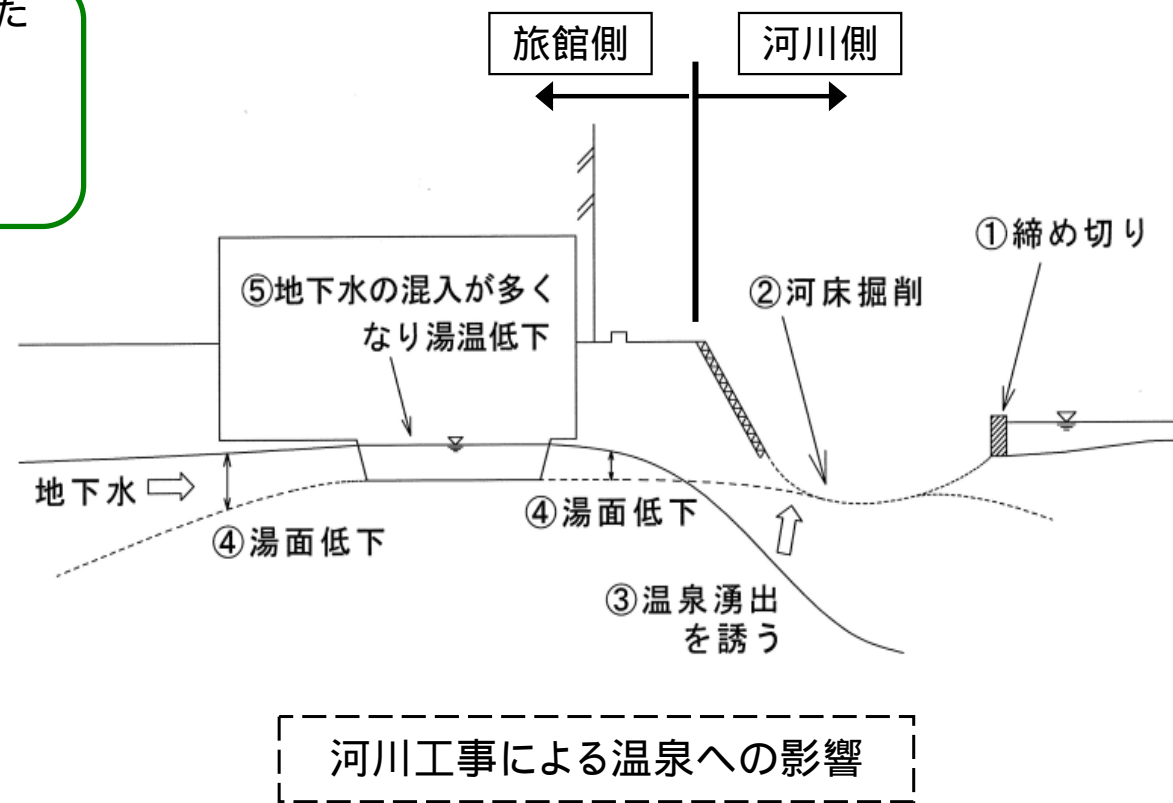 た
旅館側
河川側
①締め切り
②河床掘削
⑤地下水の混入が多く
なり湯温低下
地下水
④湯面低下
④湯面低下
③温泉湧出
を誘う
河川工事による温泉への影響